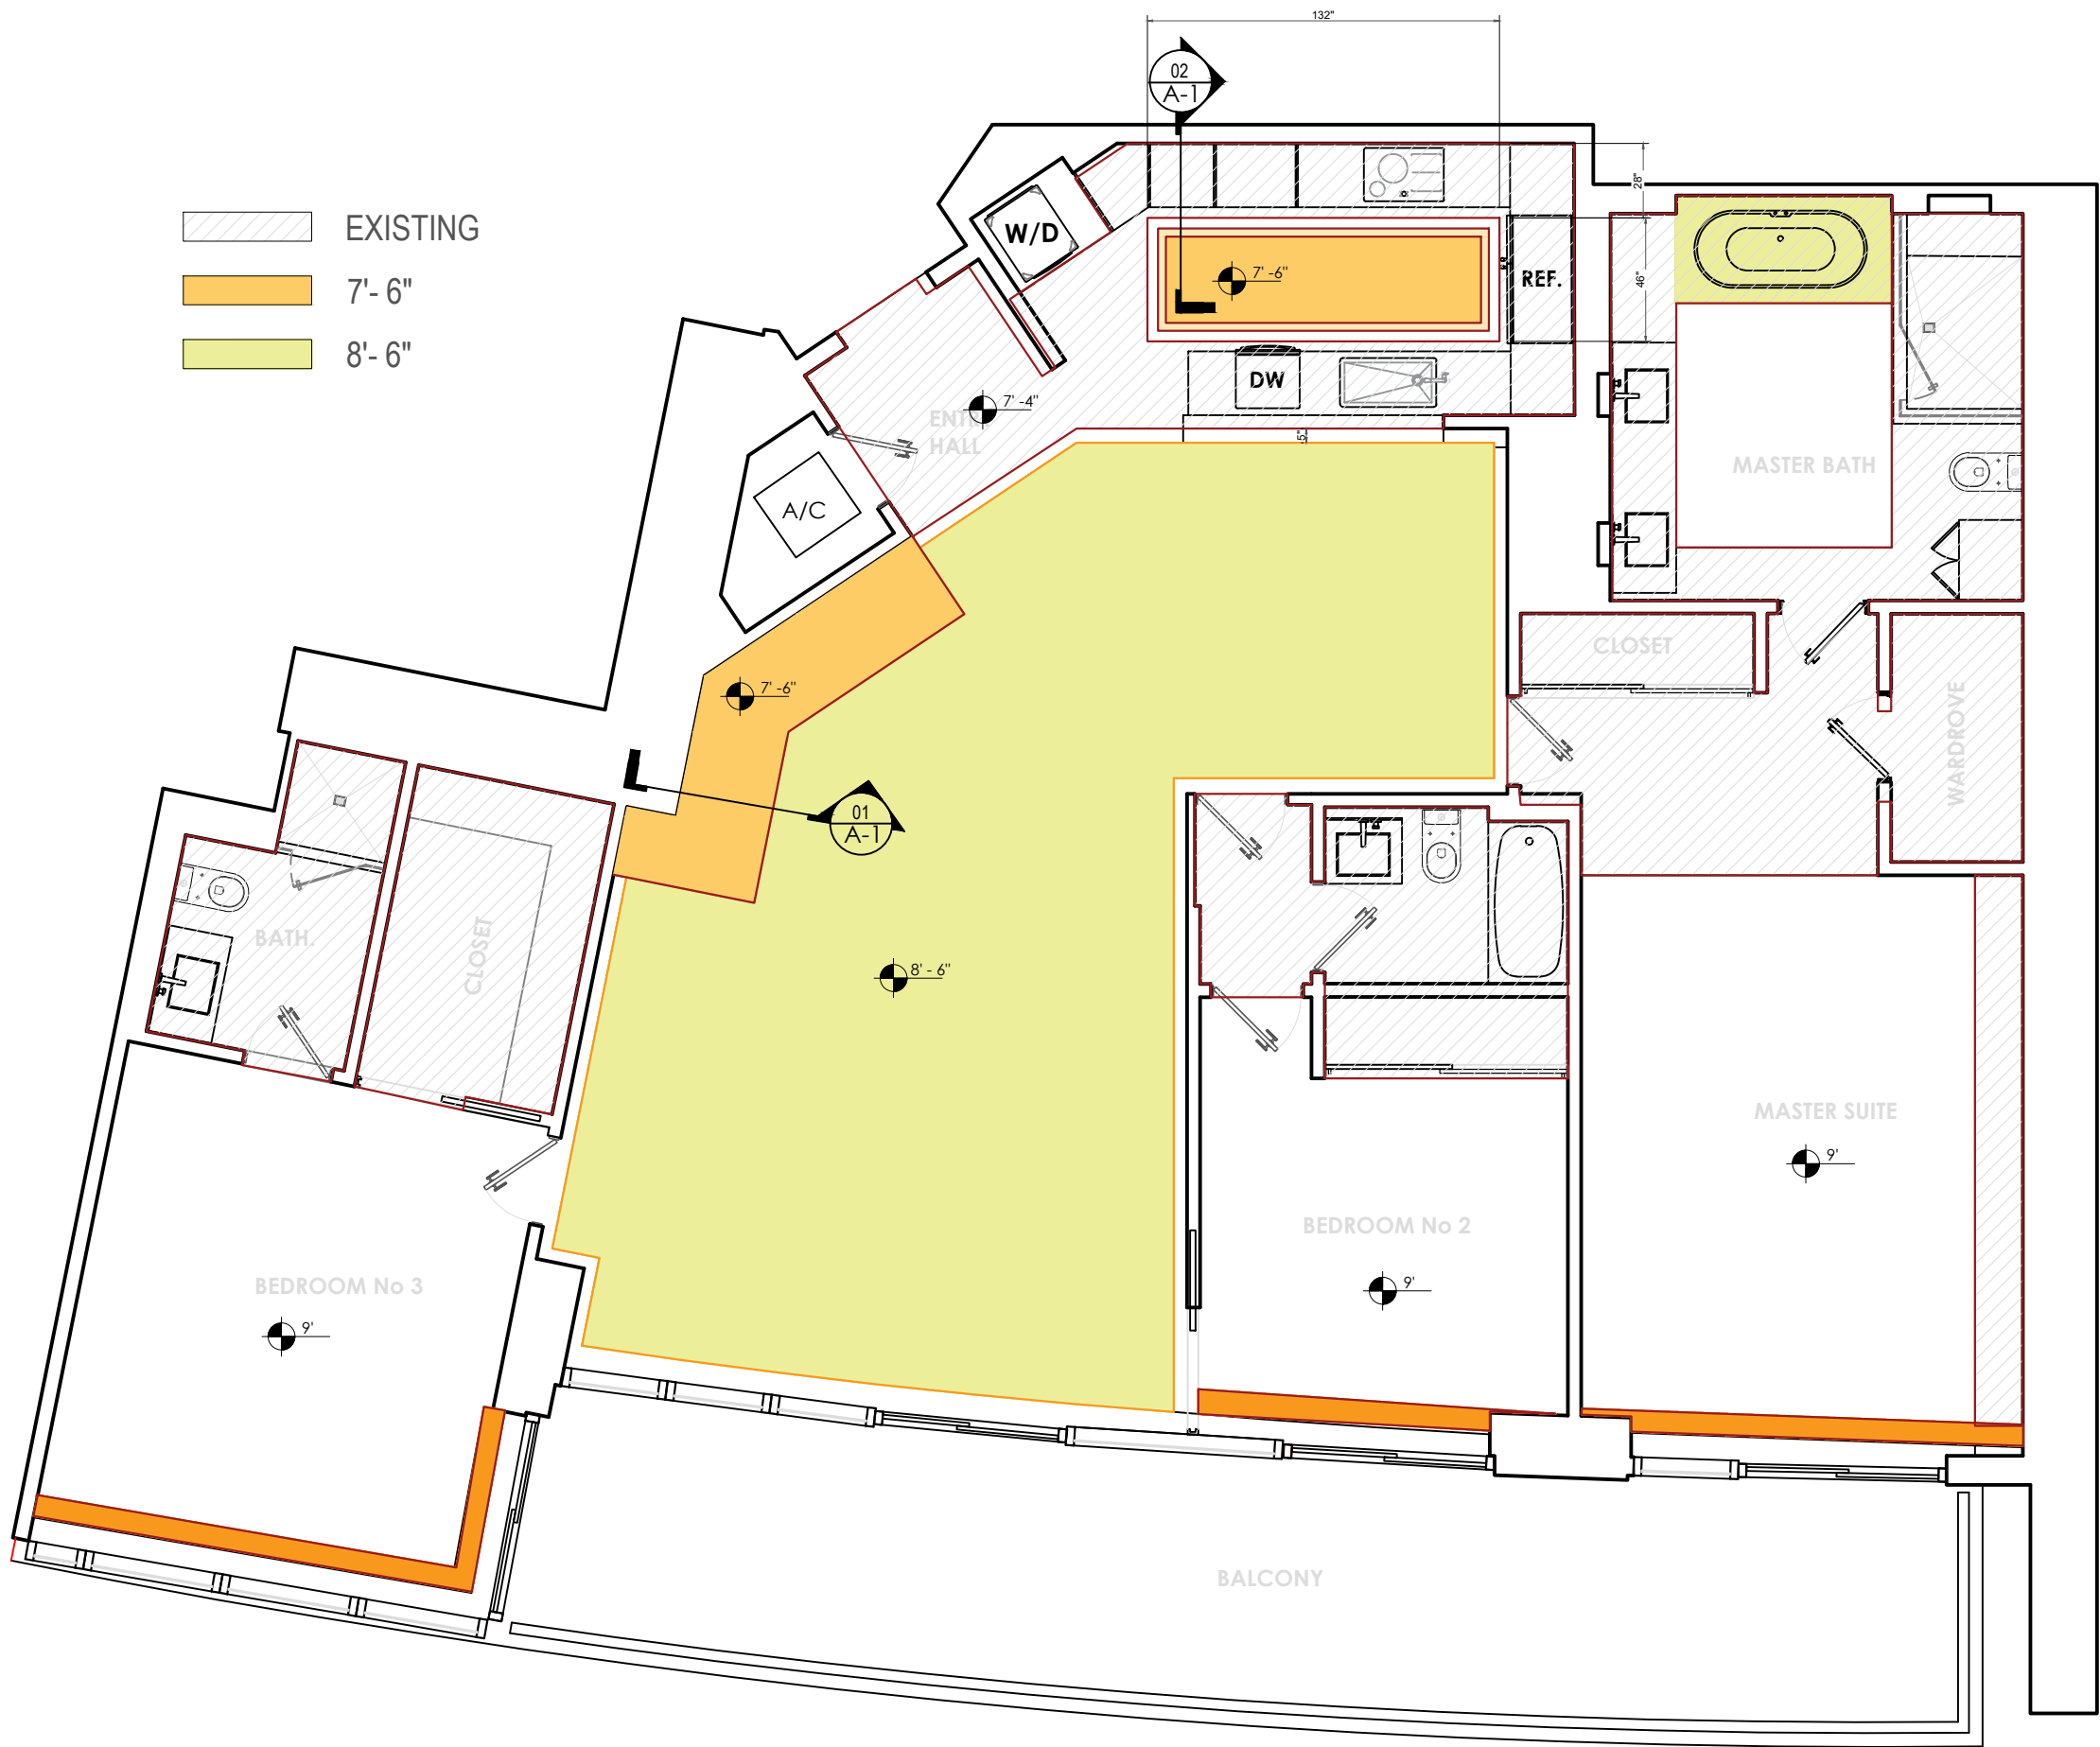 132"
02
A-1
28"
EXISTING
7'- 6"
8'- 6"
W/D
7' -6"
REF.
46"
DW
7' -4"
HALL
5"
MASTER BATH
A/C
CLOSET
7' -6"
WARDROVE
01
A-1
BATH.
CLOSET
8' - 6"
MASTER SUITE
9'
BEDROOM No 2
9'
BEDROOM No 3
9'
BALCONY